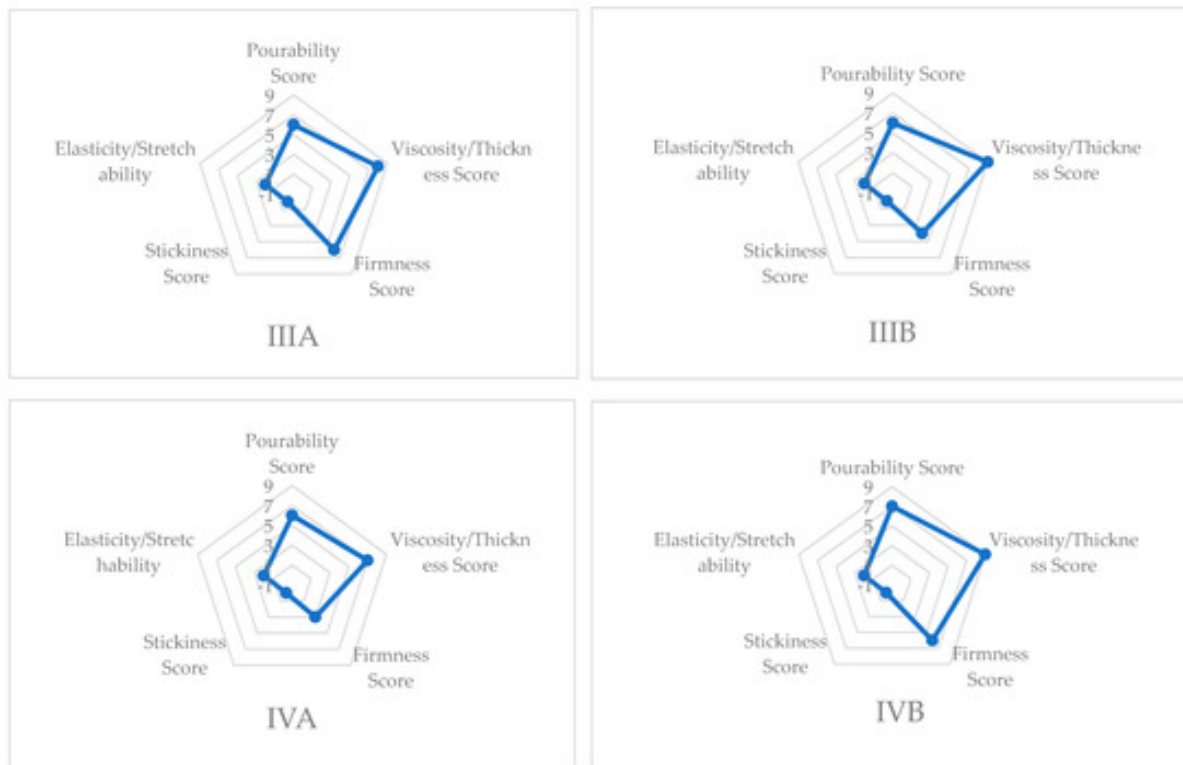 Pourability
Score
9
7
5
3
-1
Elasticity/Stretch
ability
Viscosity/Thickn
ess Score
Stickiness
Score
Firmness
Score
IIIA
Pourability Score
9
7
5
3
-1
Elasticity/Stretch
ability
Viscosity/Thickne
ss Score
Stickiness
Score
Firmness
Score
IIIB
Pourability
Score
9
7
5
3
-1
Elasticity/Stretc
hability
Viscosity/Thickn
ess Score
Stickiness
Score
Firmness
Score
IVA
Pourability Score
9
7
5
3
-1
Elasticity/Stretch
ability
Viscosity/Thickne
ss Score
Stickiness
Score
Firmness
Score
IVB